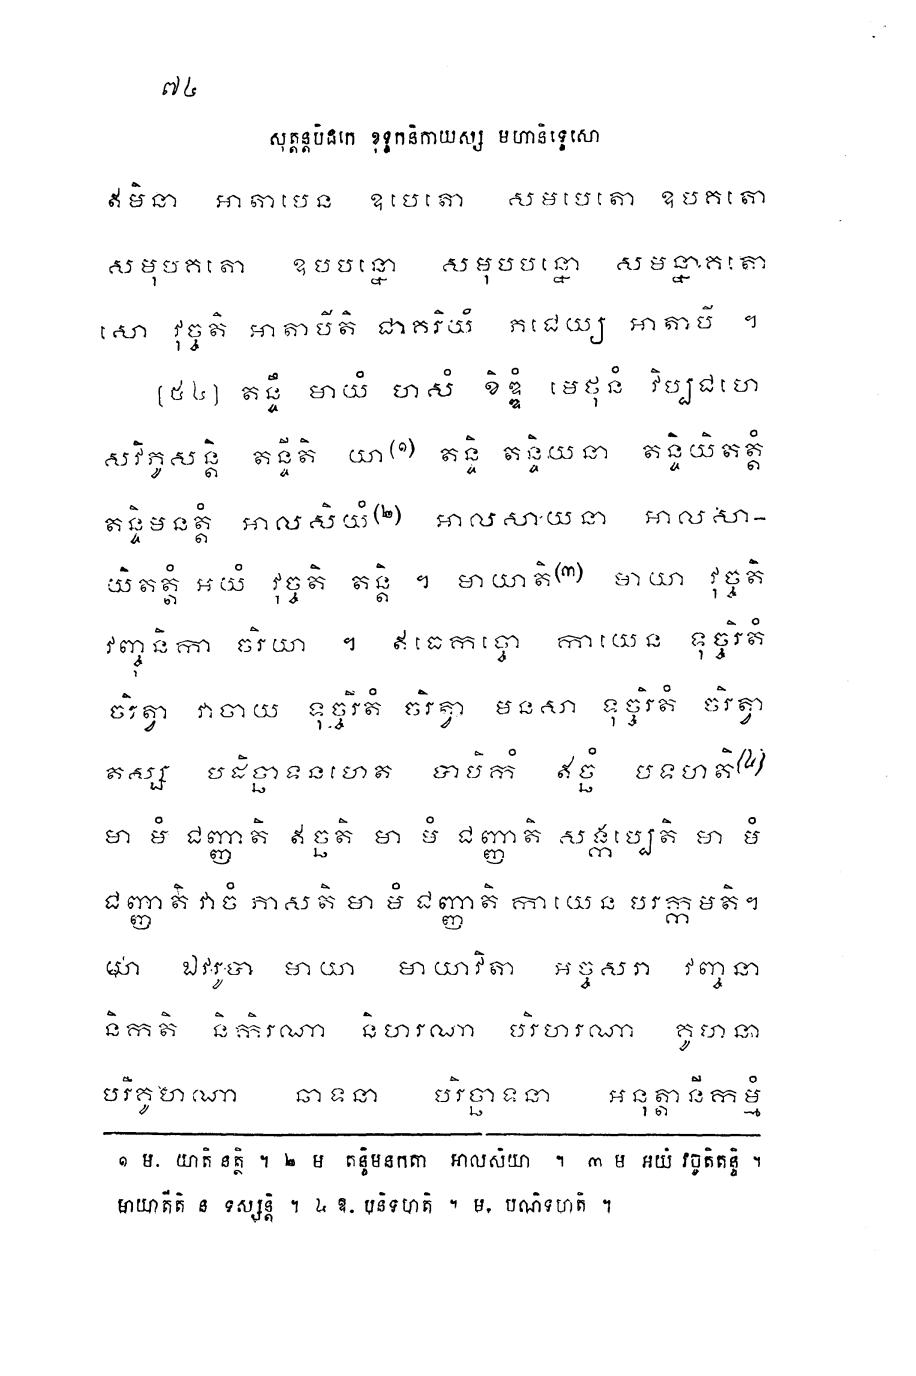 ៧៤
សុត្តន្តបិដកេ ខុទ្ទកនិកាយស្ស មហានិទ្ទេសោ
ឥមិនា អាតាបេន ឧបេតោ សមបេតោ ឧបគតោ
សមុបគតោ ឧបបន្នោ សមុបបន្នោ សមន្នាគតោ
សោ វុច្ចតិ អាតាបីតិ ជាគរិយំ ភជេយ្យ អាតាបី ។
[៥៤] តន្ទឹ មាយំ ហសំ ខិឌ្ឌំ មេថុនំ វិប្បជហេ
សវិភូសន្តិ តន្ទីតិ យា(១) តន្ទិ តន្ទិយនា តន្ទិយិតត្តំ
តន្ទិមនត្តំ អាលសិយំ(២) អាលសាយនា អាលសា-
យិតត្តំ អយំ វុច្ចតិ តន្ទិ ។ មាយាតិ(៣) មាយា វុច្ចតិ
វញ្ចុនិកា ចរិយា ។ ឥធេកច្ចោ កាយេន ទុច្ចរិតំ
ចរិត្វា វាចាយ ទុច្ចរិតំ ចរិត្វា មនសា ទុច្ចរិតំ ចរិត្វា
តស្ស បដិច្ឆាទនហេតុ បាបិកំ ឥច្ឆំ បទហតិ(៤)
មា មំ ជញ្ញាតិ ឥច្ឆតិ មា មំ ជញ្ញាតិ សង្កប្បេតិ មា មំ
ជញ្ញាតិ វាចំ ភាសតិ មា មំ ជញ្ញាតិ កាយេន បរក្កមតិ។
យា ឯវរូបា មាយា មាយាវិតា អច្ចសរា វញ្ចនា
និកតិ និករិណា និហរណា បរិហរណា គូហនា
បរិគូហណា ឆាទនា បរិច្ឆាទនា អនុត្តានីកម្មំ
១ ម. យាតិ នត្ថិ ។ ២ ម តន្ទិមនកតា អាលសិយា ។ ៣ ម អយំ វុច្ចតិតន្ទិ ។
មាយាតីតិ ន ទស្សន្តិ ។ ៤ ឱ. បនិទហតិ ។ ម. បណិទហតិ ។